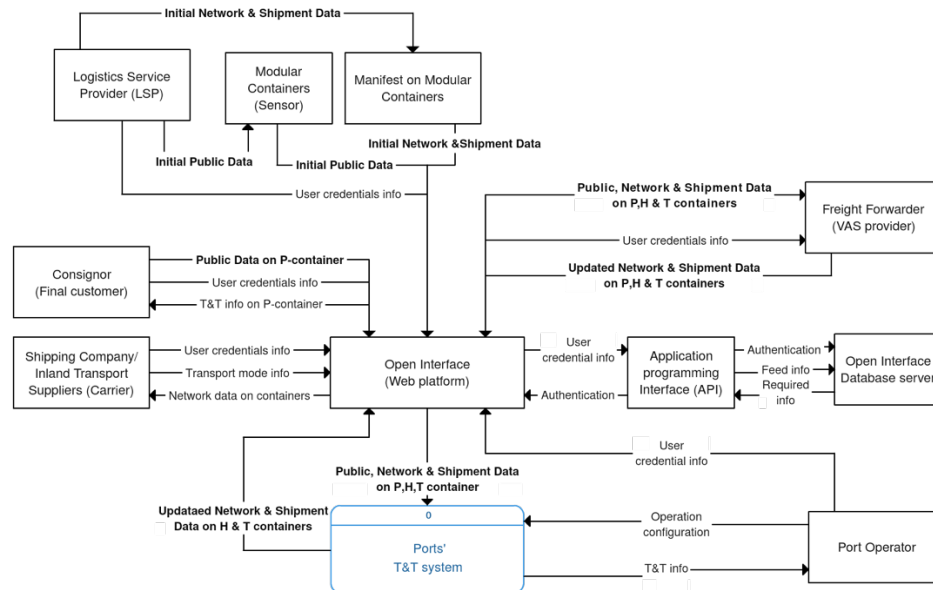 Initial Network & Shipment Data
Logistics Service
Provider (LSP)
Modular
Containers
(Sensor)
Manifest on Modular
Containers
Initial Network &Shipment Data
Initial Public Data
Initial Public Data
User credentials info
Public, Network & Shipment Data
on P,H & T containers
Freight Forwarder
(VAS provider)
User credentials info
Updated Network & Shipment Data
on P,H & T containers
Consignor
(Final customer)
Public Data on P-container
User credentials info
T&T info on P-container
Shipping Company/
Inland Transport
Suppliers (Carrier)
User credentials info
Transport mode info
Network data on containers
Open Interface
(Web platform)
User
credential info
Authentication
Application
programming
Interface (API)
Authentication
Feed info
Required
info
Open Interface
Database server
User
credential info
Public, Network & Shipment Data
on P,H,T container
Updataed Network & Shipment
Data on H & T containers
0
Ports'
T&T system
Operation
configuration
T&T info
Port Operator